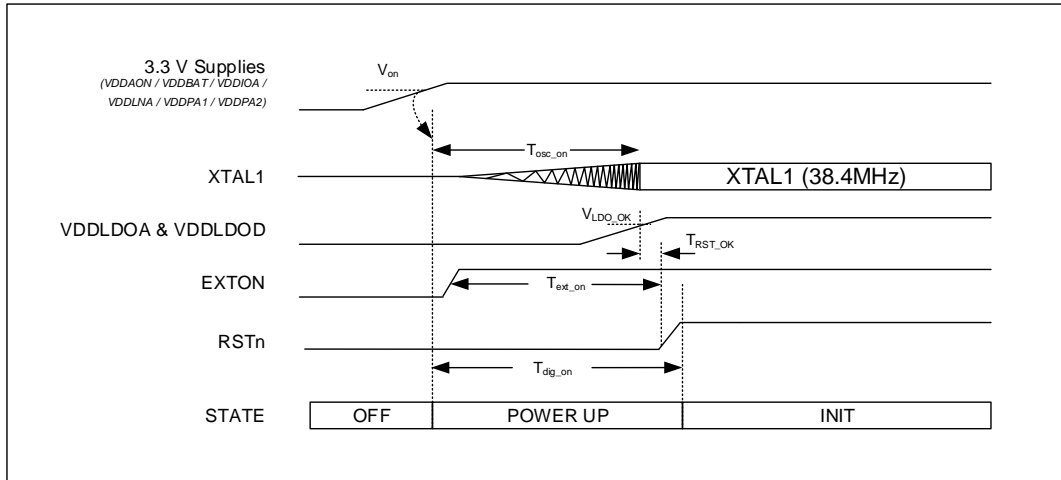 3.3 V Supplies
(VDDAON / VDDBAT / VDDIOA /
VDDLNA / VDDPA1 / VDDPA2)
Von
Tosc_on
XTAL1
XTAL1 (38.4MHz)
VLDO_OK
VDDLDOA & VDDLDOD
TRST_OK
EXTON
Text_on
RSTn
Tdig_on
STATE
OFF
POWER UP
INIT